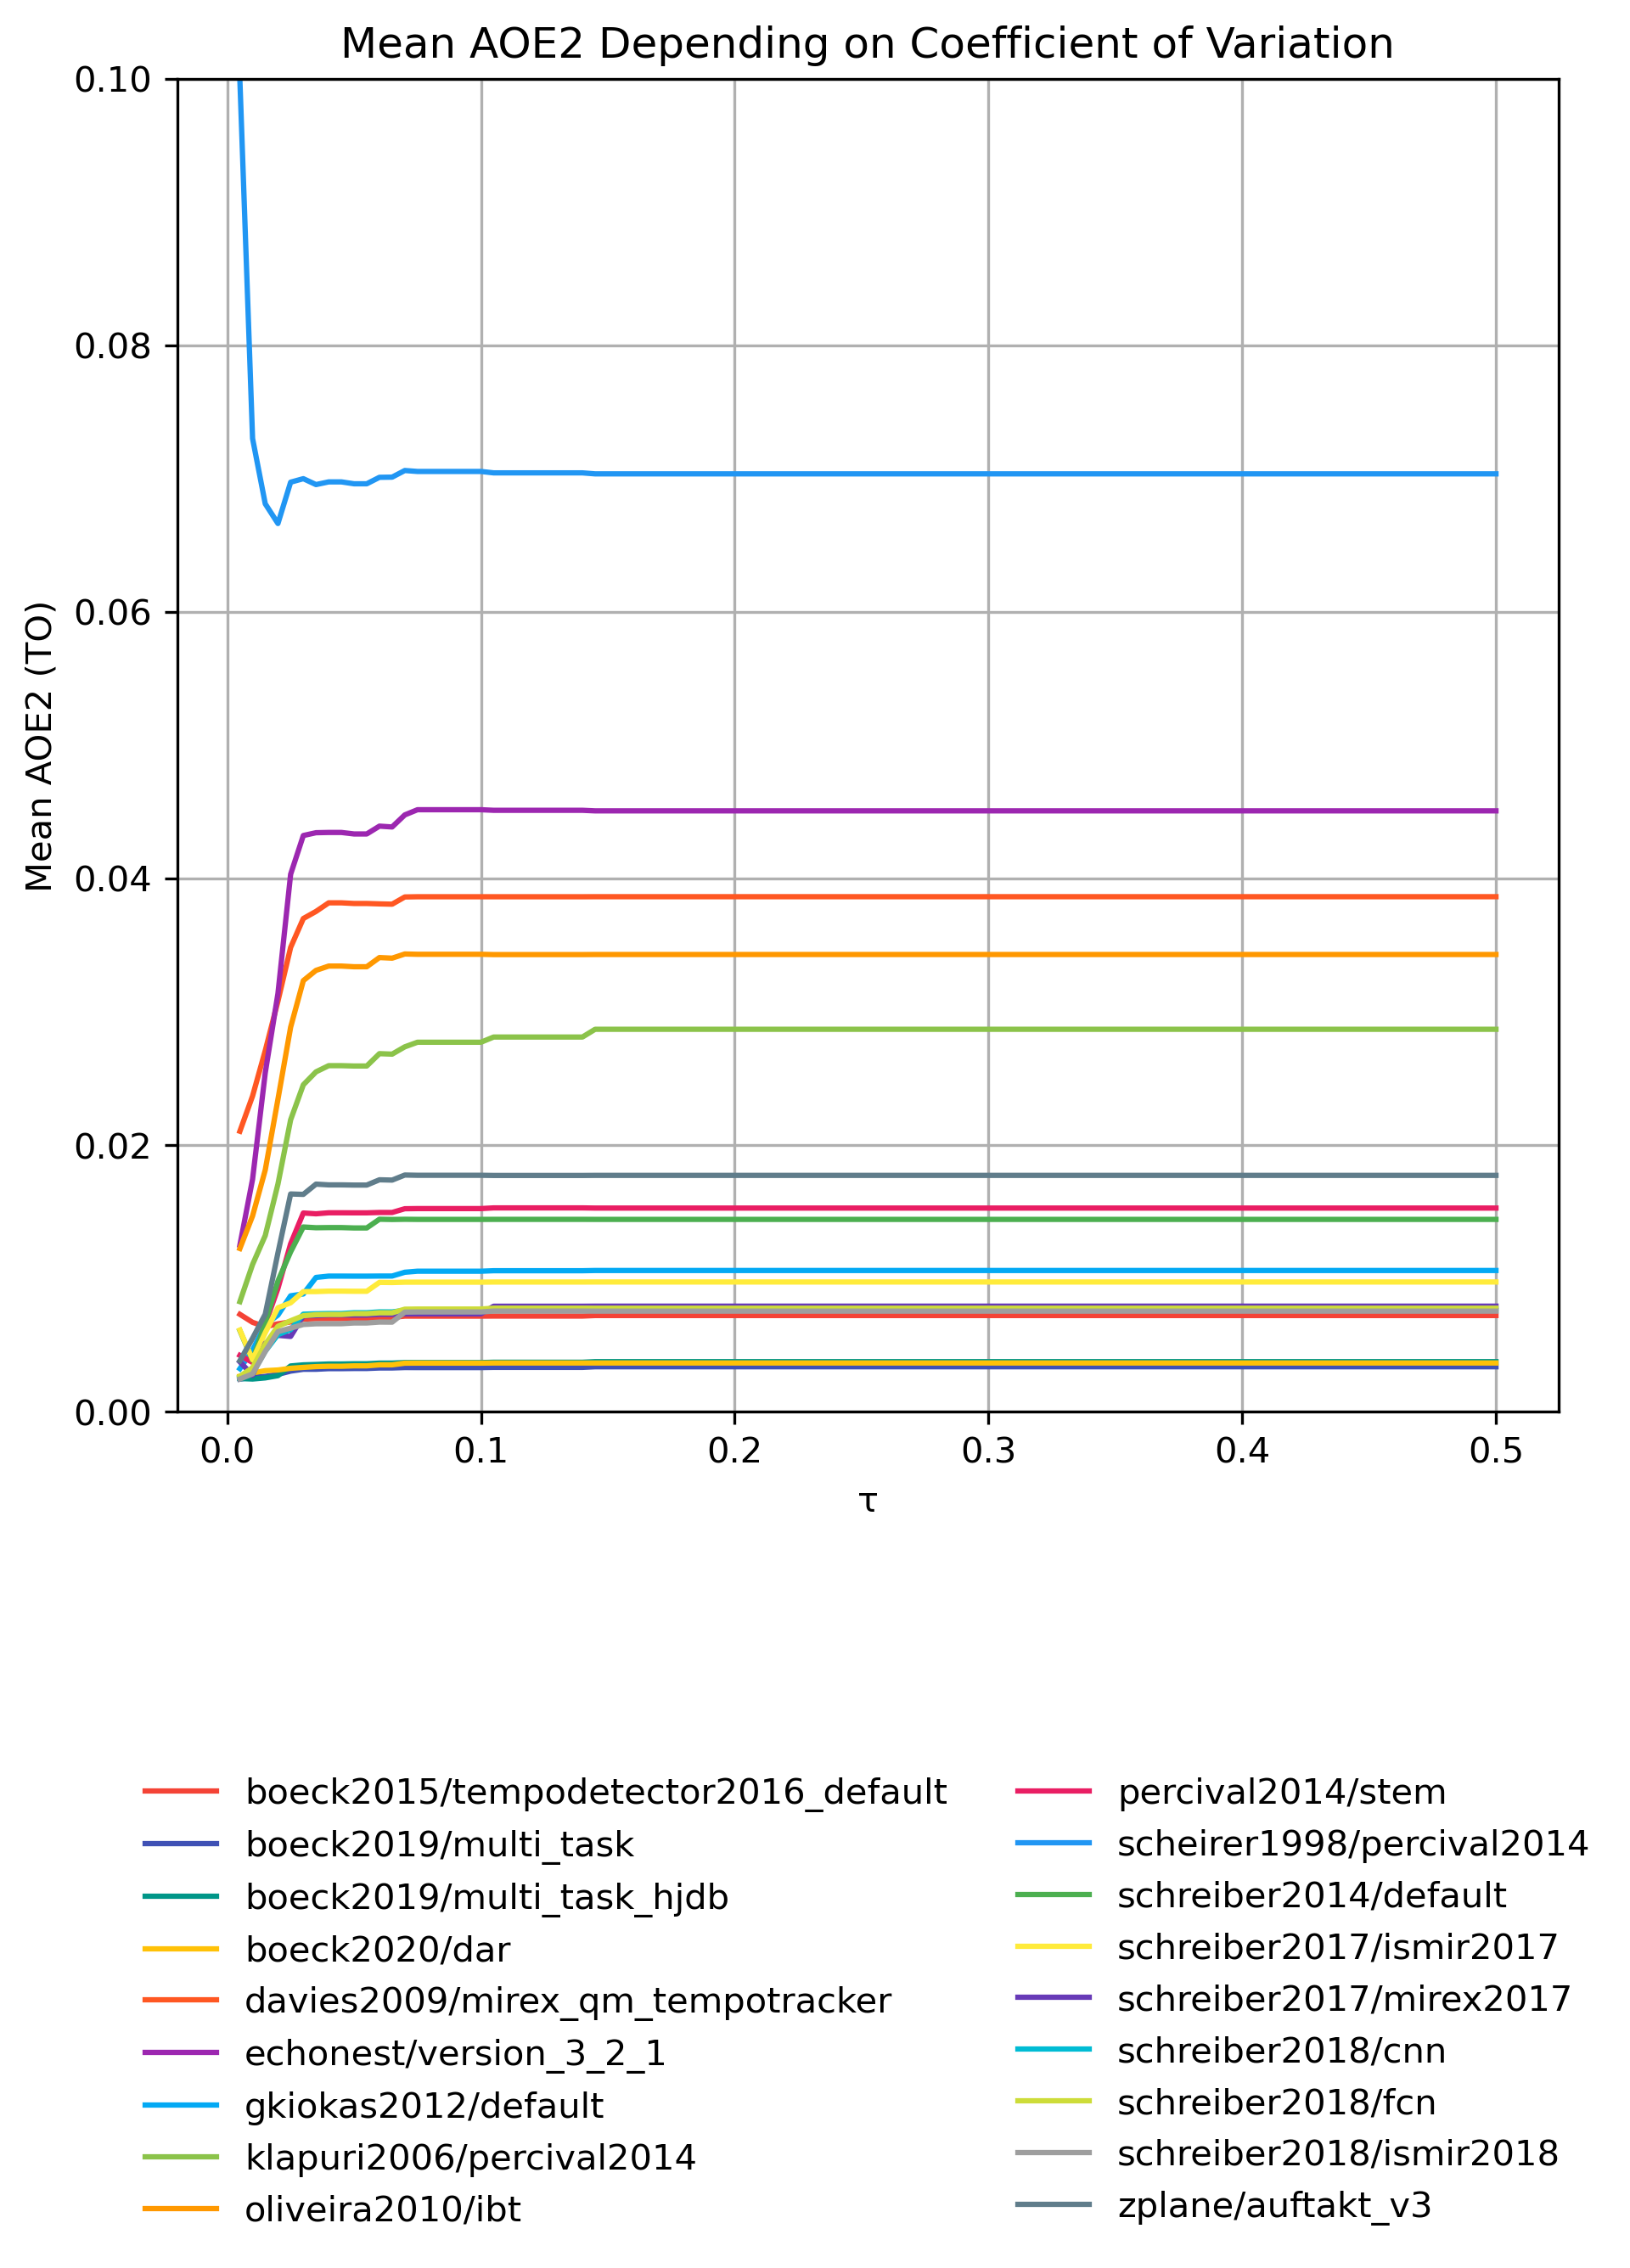 Mean AOE2 Depending on Coefficient of Variation
0.10
0.08
0.06
0.04
0.02
0.00
Mean AOE2 (TO)
0.0 0.1 0.2 0.3 0.4 0.5
τ
boeck2015/tempodetector2016_default
boeck2019/multi_task
boeck2019/multi_task_hjdb
boeck2020/dar
davies2009/mirex_qm_tempotracker
echonest/version_3_2_1
gkiokas2012/default
klapuri2006/percival2014
oliveira2010/ibt
percival2014/stem
scheirer1998/percival2014
schreiber2014/default
schreiber2017/ismir2017
schreiber2017/mirex2017
schreiber2018/cnn
schreiber2018/fcn
schreiber2018/ismir2018
zplane/auftakt_v3